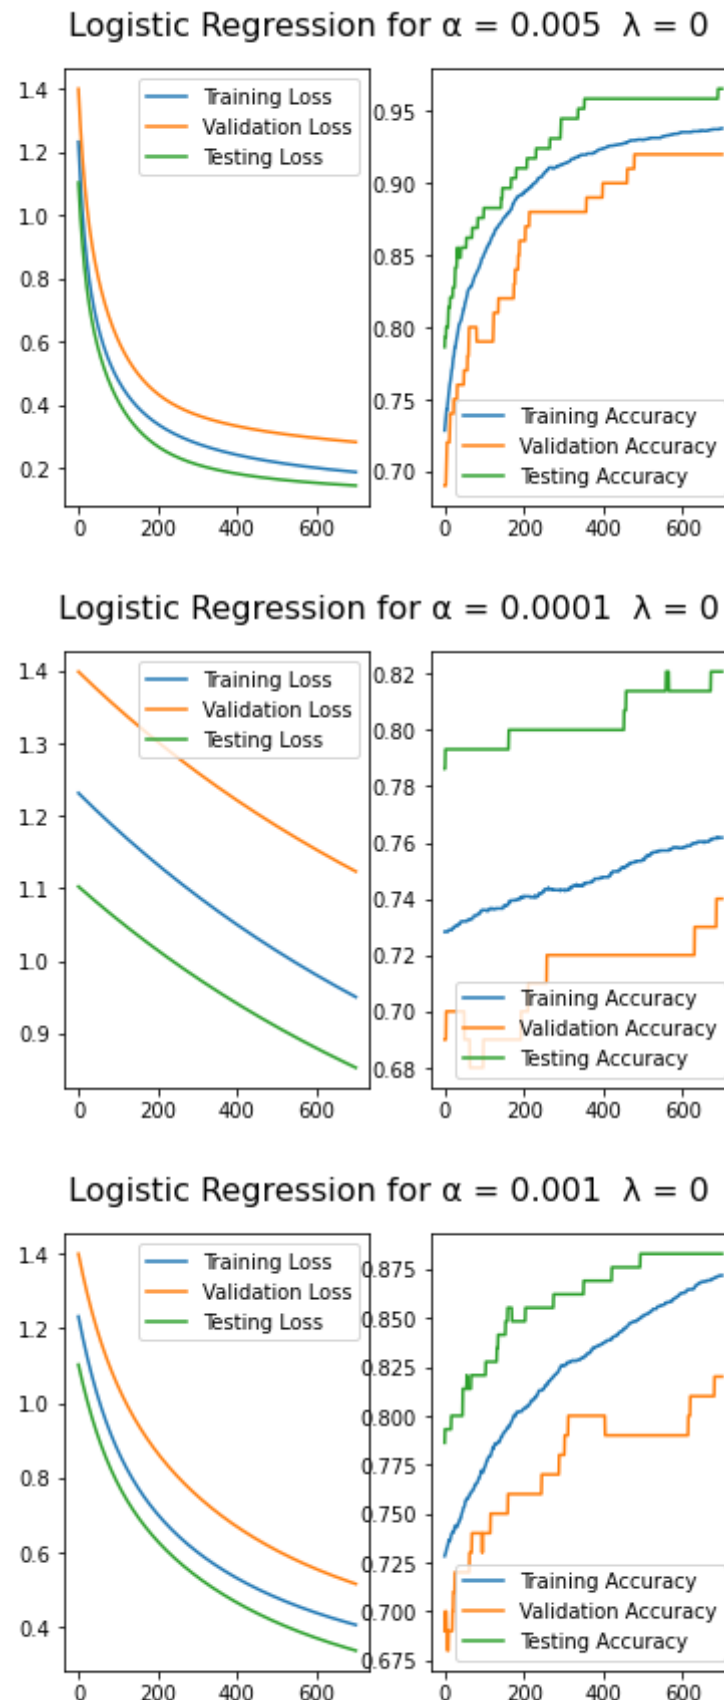 Logistic Regression for α = 0.005 λ = 0
1.4
1.2
1.0
0.8
0.6
0.4
0.2
0 200 400 600
Training Loss
Validation Loss
Testing Loss
0.95
0.90
0.85
0.80
0.75
0.70
0 200 400 600
Training Accuracy
Validation Accuracy
Testing Accuracy
Logistic Regression for α = 0.0001 λ = 0
1.4
1.3
1.2
1.1
1.0
0.9
0 200 400 600
Training Loss
Validation Loss
Testing Loss
0.82
0.80
0.78
0.76
0.74
0.72
0.70
0.68
0 200 400 600
Training Accuracy
Validation Accuracy
Testing Accuracy
Logistic Regression for α = 0.001 λ = 0
1.4
1.2
1.0
0.8
0.6
0.4
0 200 400 600
Training Loss
Validation Loss
Testing Loss
0.875
0.850
0.825
0.800
0.775
0.750
0.725
0.700
0.675
0 200 400 600
Training Accuracy
Validation Accuracy
Testing Accuracy